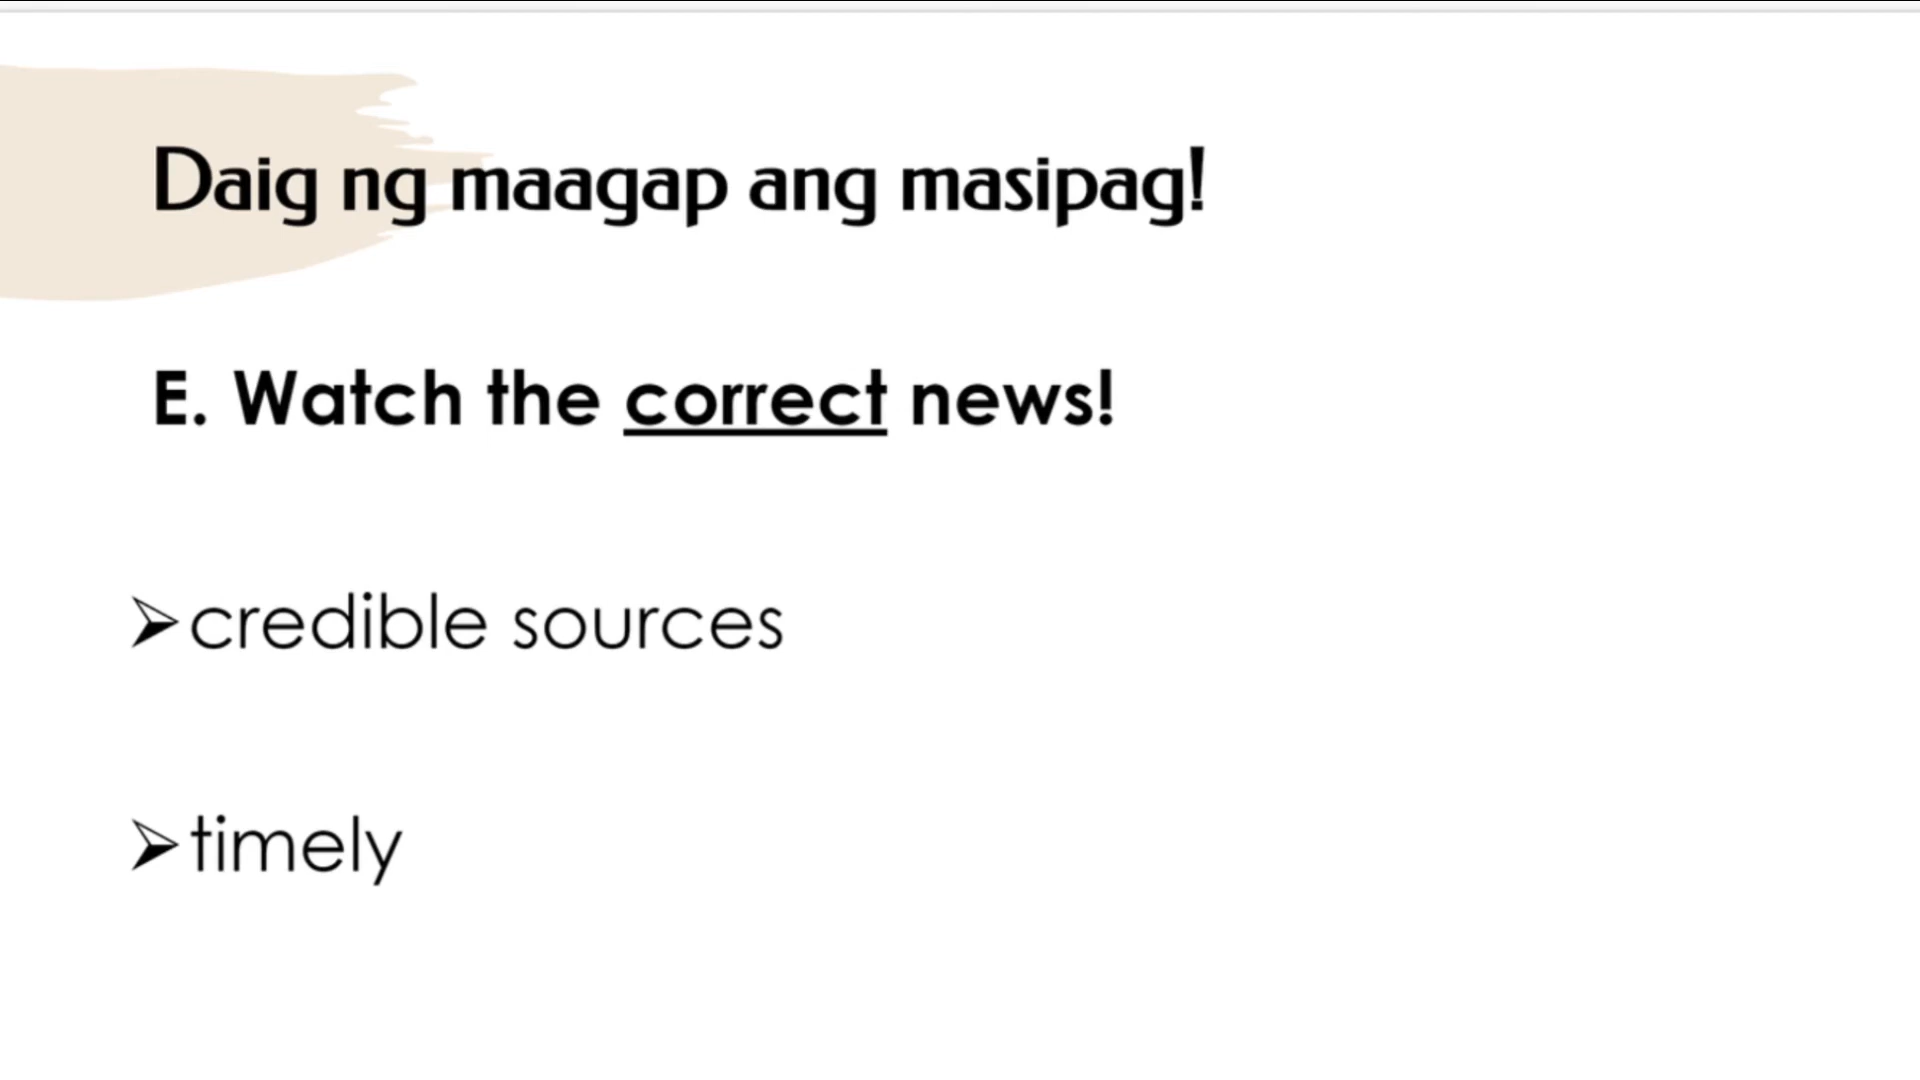 Daig ng maagap ang masipag!
E. Watch the correct news!
➢credible sources
➢timely